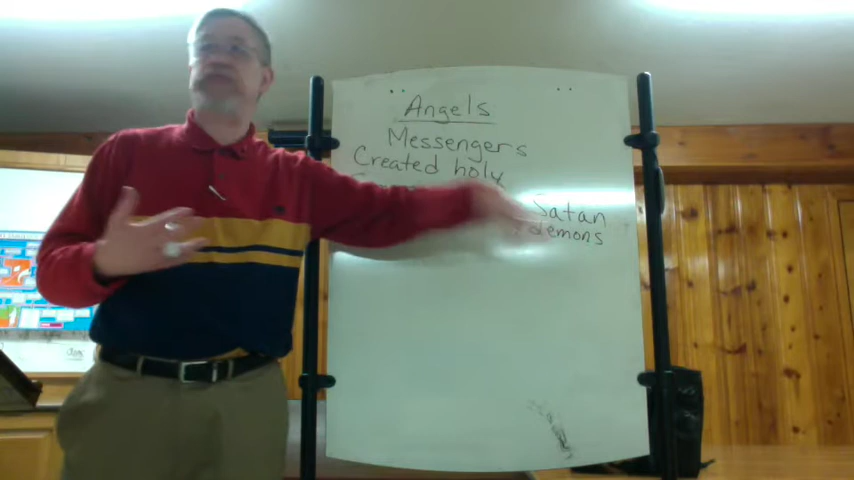 Angels
Messengers
Created holy
Satan
demons